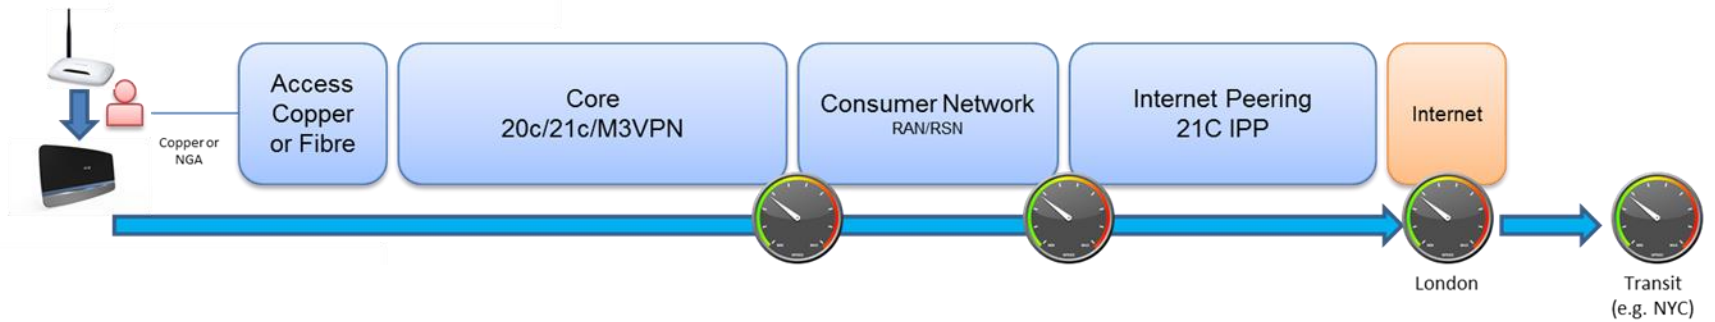 Copper or
NGA
Access
Copper
or Fibre
Core
20c/21c/M3VPN
Consumer Network
RAN/RSN
Internet Peering
21C IPP
Internet
London
Transit
(e.g. NYC)